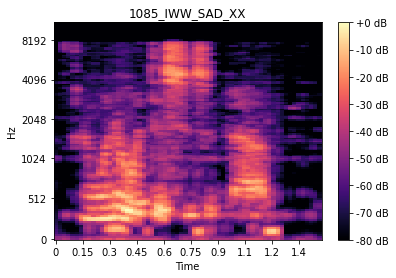 1085_IWW_SAD_XX
Hz
8192
4096
2048
1024
512
0
0 0.15 0.3 0.45 0.6 0.75 0.9 1.1 1.2 1.4
Time
+0 dB
-10 dB
-20 dB
-30 dB
-40 dB
-50 dB
-60 dB
-70 dB
-80 dB